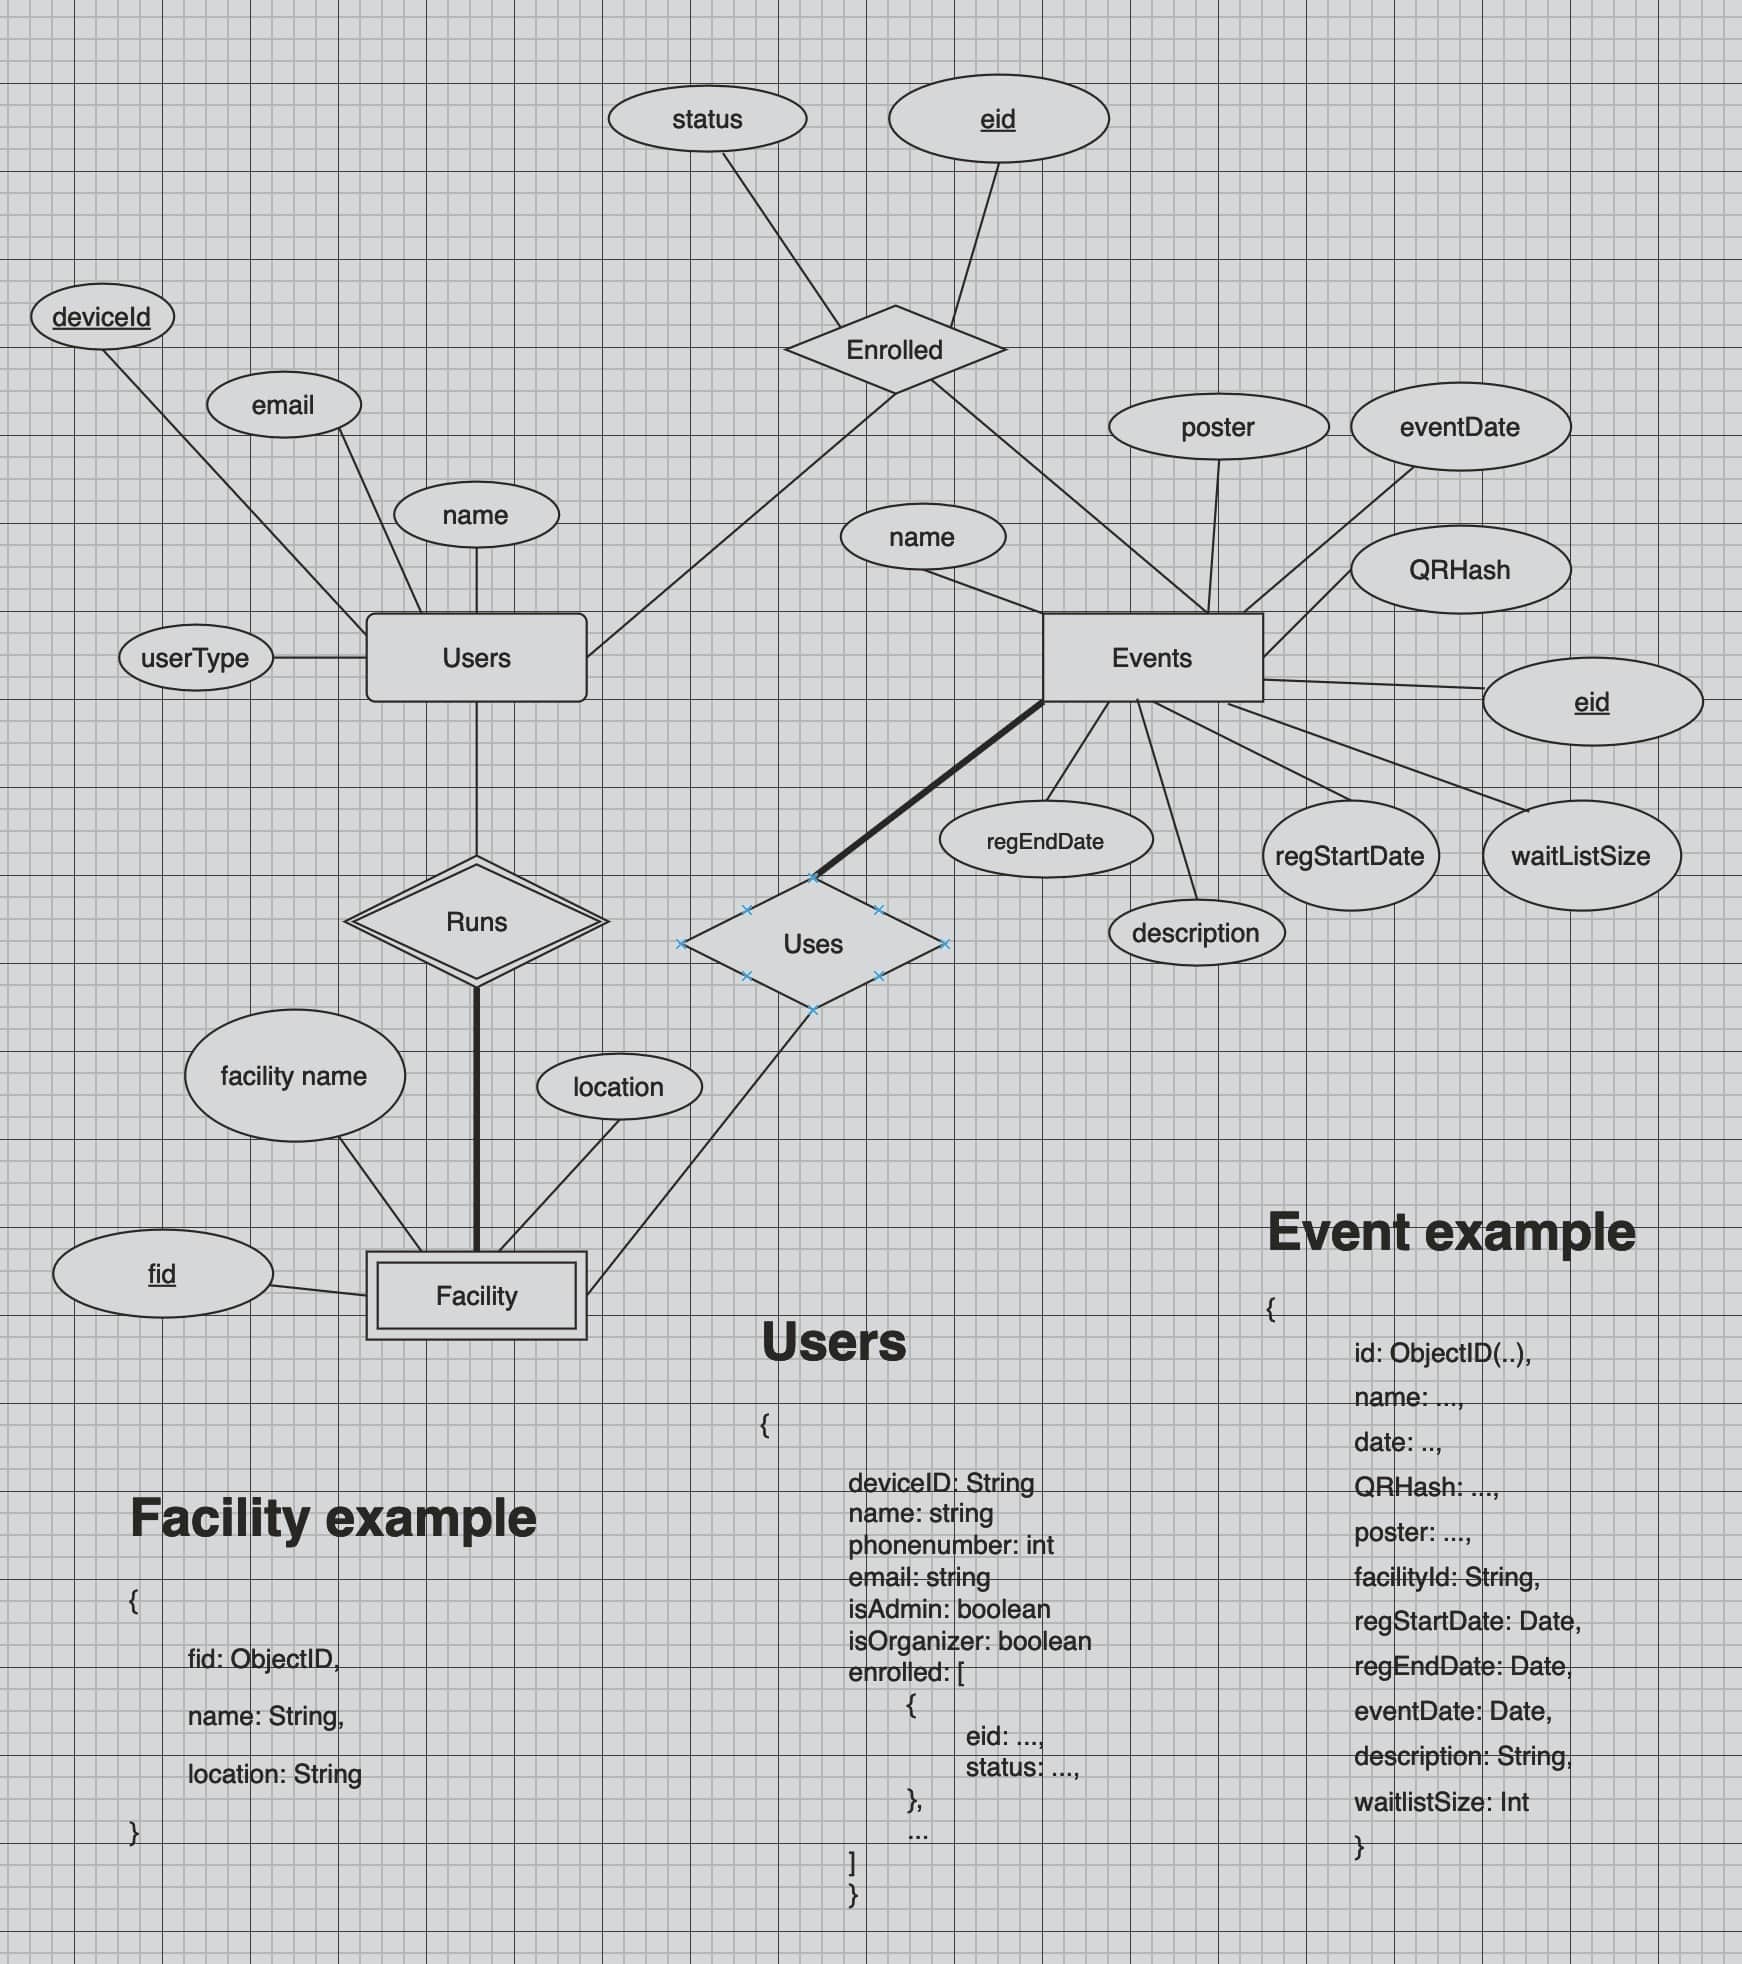 status
eid
deviceId
Enrolled
email
poster
eventDate
name
name
QRHash
userType
Users
Events
eid
regEndDate
regStartDate
waitListSize
Runs
Uses
description
facility name
location
fid
Facility
Event example
{
id: ObjectID(..),
name: ...,
date: ..,
QRHash: ...,
poster: ...,
facilityId: String,
regStartDate: Date,
regEndDate: Date,
eventDate: Date,
description: String,
waitlistSize: Int
}
Users
{
deviceID: String
name: string
phonenumber: int
email: string
isAdmin: boolean
isOrganizer: boolean
enrolled: [
{
eid: ...,
status: ...,
},
...
]
}
Facility example
{
fid: ObjectID,
name: String,
location: String
}